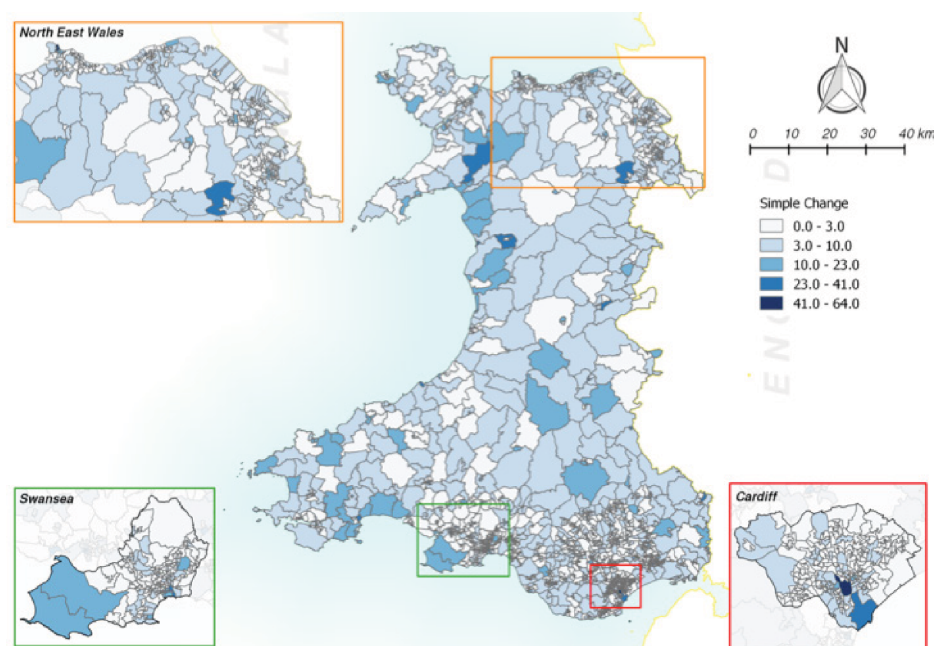 North East Wales
N
0 10 20 30 40 km
Simple Change
0.0 - 3.0
3.0 - 10.0
10.0 - 23.0
23.0 - 41.0
41.0 - 64.0
Swansea
Cardiff